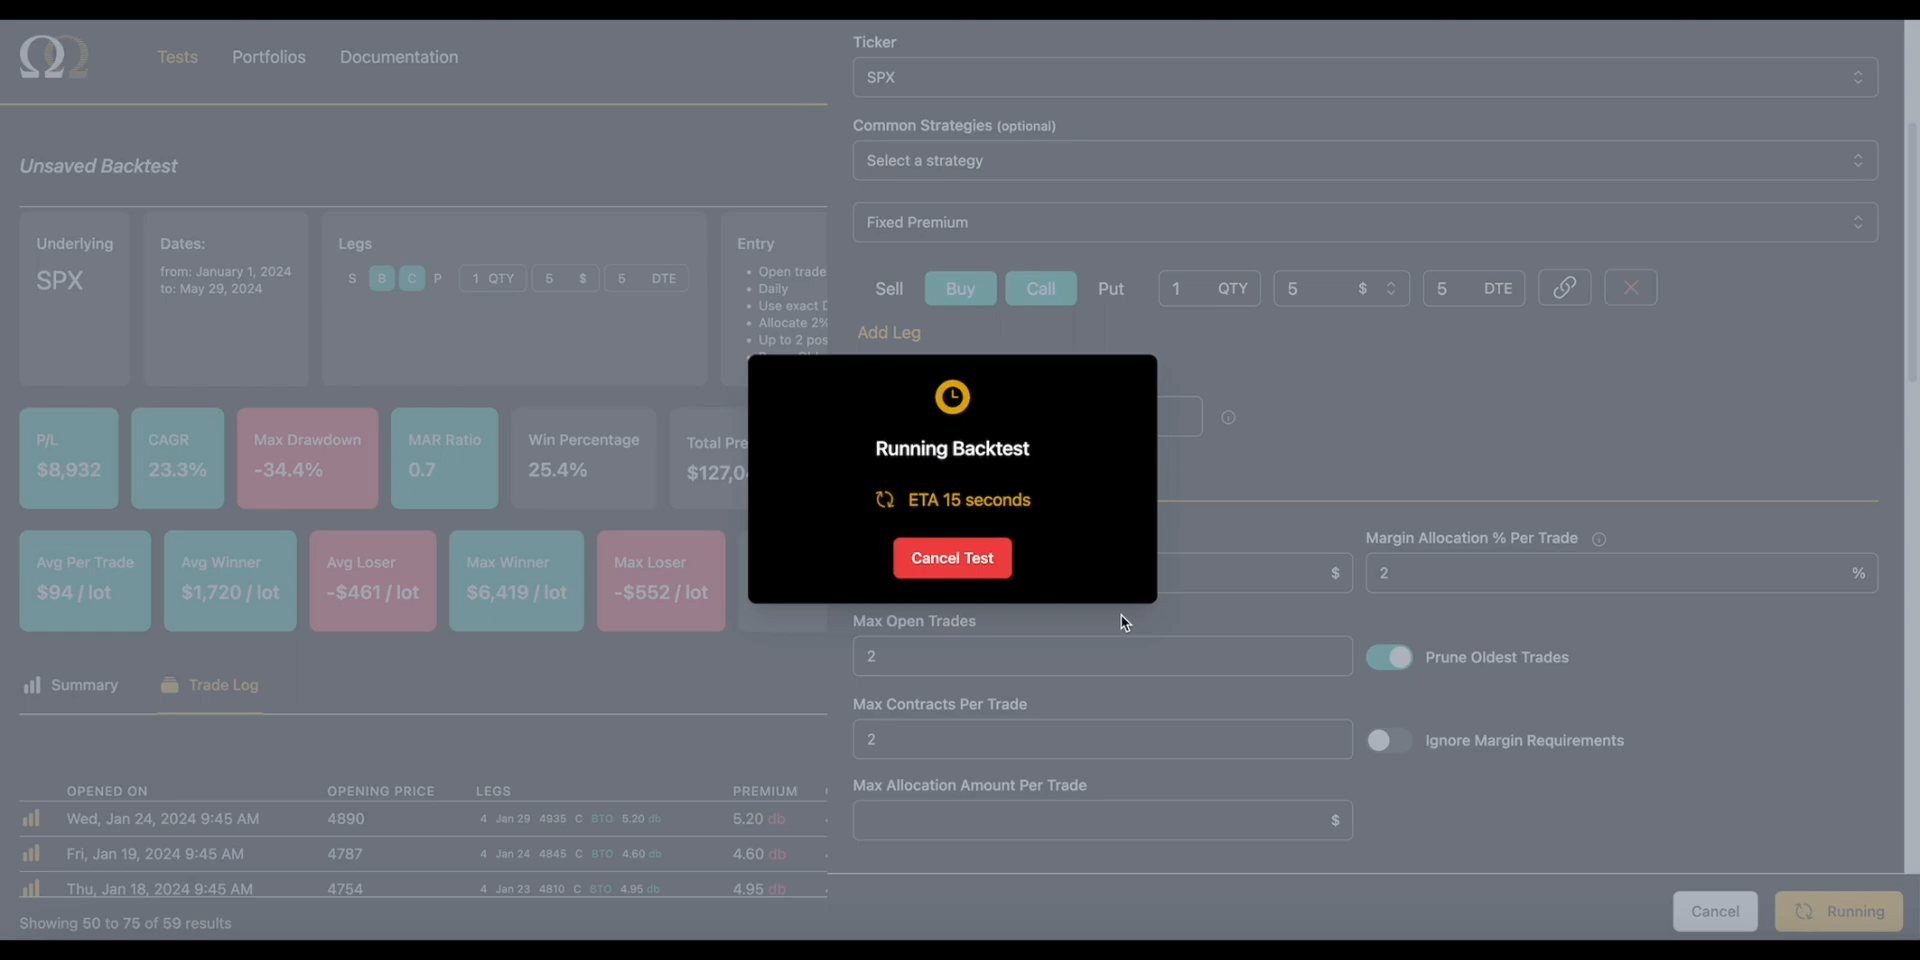 ΩΩ
Tests
Portfolios
Documentation
Unsaved Backtest
Underlying
SPX
Dates:
from: January 1, 2024
to: May 29, 2024
Legs
S B C P 1 QTY 5 $ 5 DTE
Entry
• Open trade
• Daily
• Use exact D
• Allocate 2%
• Up to 2 pos
P/L
$8,932
CAGR
23.3%
Max Drawdown
-34.4%
MAR Ratio
0.7
Win Percentage
25.4%
Total Pre
$127,04
Avg Per Trade
$94 / lot
Avg Winner
$1,720 / lot
Avg Loser
-$461 / lot
Max Winner
$6,419 / lot
Max Loser
-$552 / lot
Summary
Trade Log
OPENED ON OPENING PRICE LEGS PREMIUM
Wed, Jan 24, 2024 9:45 AM 4890 4 Jan 29 4935 C BTO 5.20 db 5.20 db
Fri, Jan 19, 2024 9:45 AM 4787 4 Jan 24 4845 C BTO 4.60 db 4.60 db
Thu, Jan 18, 2024 9:45 AM 4754 4 Jan 23 4810 C BTO 4.95 db 4.95 db
Showing 50 to 75 of 59 results
Ticker
SPX
Common Strategies (optional)
Select a strategy
Fixed Premium
Sell Buy Call Put 1 QTY 5 $ 5 DTE
Add Leg
Running Backtest
ETA 15 seconds
Cancel Test
$
Margin Allocation % Per Trade
2 %
Max Open Trades
2
Prune Oldest Trades
Max Contracts Per Trade
2
Ignore Margin Requirements
Max Allocation Amount Per Trade
$
Cancel
Running